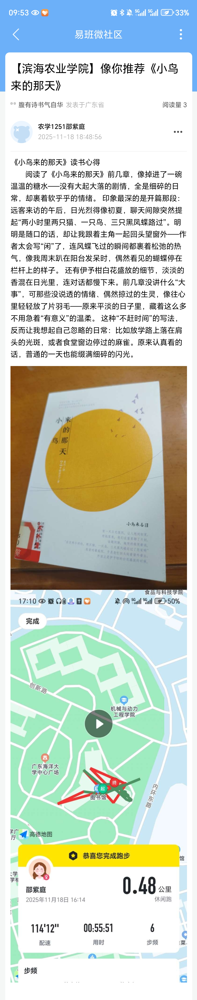 09:53
5G 5G 33%
易班微社区
【滨海农业学院】像你推荐《小鸟
来的那天》
腹有诗书气自华 发表于广东省 阅读量 3
农学1251邵紫庭
2025-11-18 18:48:56
《小鸟来的那天》读书心得
阅读了《小鸟来的那天》前几章，像掉进了一碗
温温的糖水——没有大起大落的剧情，全是细碎的日
常，却裹着软乎乎的情绪。 印象最深的是开篇那段：
远客来访的午后，日光烈得像初夏，聊天间隙突然提
起“两小时里两只猫、一只鸟、三只黑凤蝶路过”。明
明是随口的话，却让我跟着主角一起回头望窗外——作
者太会写“闲”了，连风蝶飞过的瞬间都裹着松弛的热
气，像我周末趴在阳台发呆时，偶然看见的蝴蝶停在
栏杆上的样子。 还有伊予柑白花盛放的细节，淡淡的
香混在日光里，连对话都慢下来。前几章没讲什么“大
事”，可那些没说透的情绪、偶然掠过的生灵，像往心
里轻轻放了片羽毛——原来平淡的日子里，藏着这么多
不用急着“有意义”的温柔。 这种“不赶时间”的写法，
反而让我想起自己忽略的日常：比如放学路上落在肩
头的光斑，或者食堂窗边停过的麻雀。原来认真看的
话，普通的一天也能缀满细碎的闪光。
小鸟
来的那天
小鸟来る日
览
食品与科技学院
17:10
5G 5G 50%
完成
创新路
机械与动力
工程学院
广东海洋大
学中心广场
终
起
图书馆
内环东路
高德地图
学广
厅
馆
恭喜您完成跑步
邵紫庭
2025年11月18日 16:14
0.48 公里
休闲跑
114'12" 00:55:51 6
配速 用时 步频
菜
步频